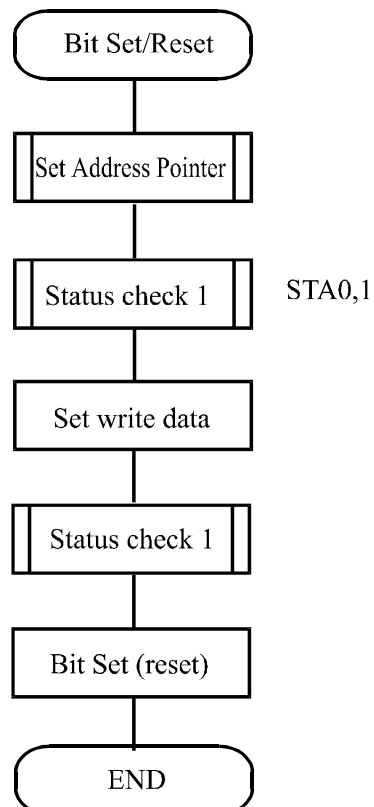 Bit Set/Reset
Set Address Pointer
Status check 1
STA0,1
Set write data
Status check 1
Bit Set (reset)
END